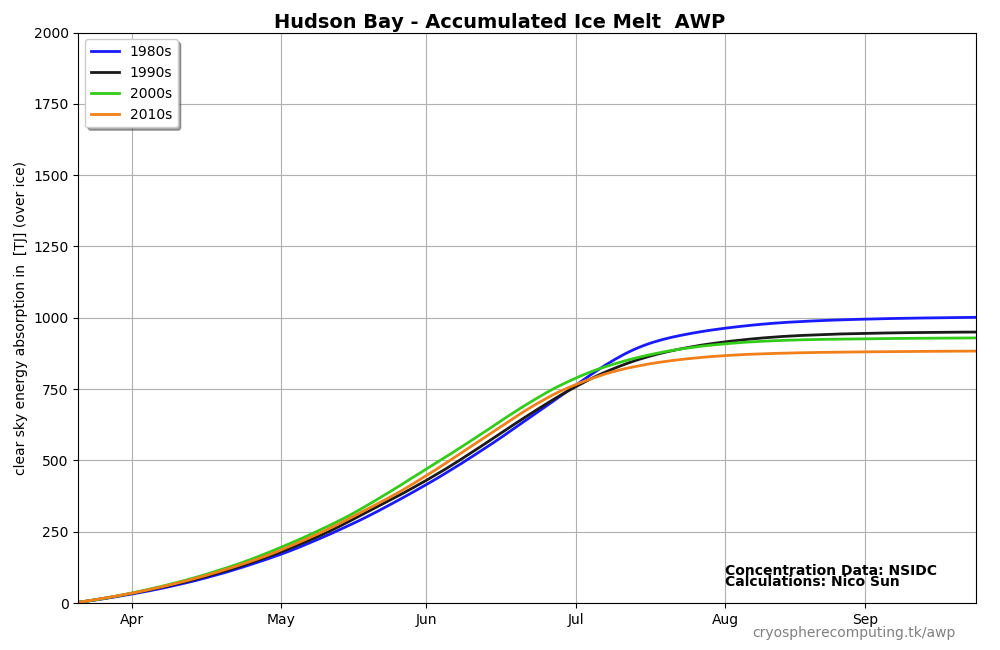 Hudson Bay - Accumulated Ice Melt  AWP
clear sky energy absorption in  [TJ] (over ice)
2000
1750
1500
1250
1000
750
500
250
0
1980s
1990s
2000s
2010s
Concentration Data: NSIDC
Calculations: Nico Sun
Apr
May
Jun
Jul
Aug
Sep
cryospherecomputing.tk/awp